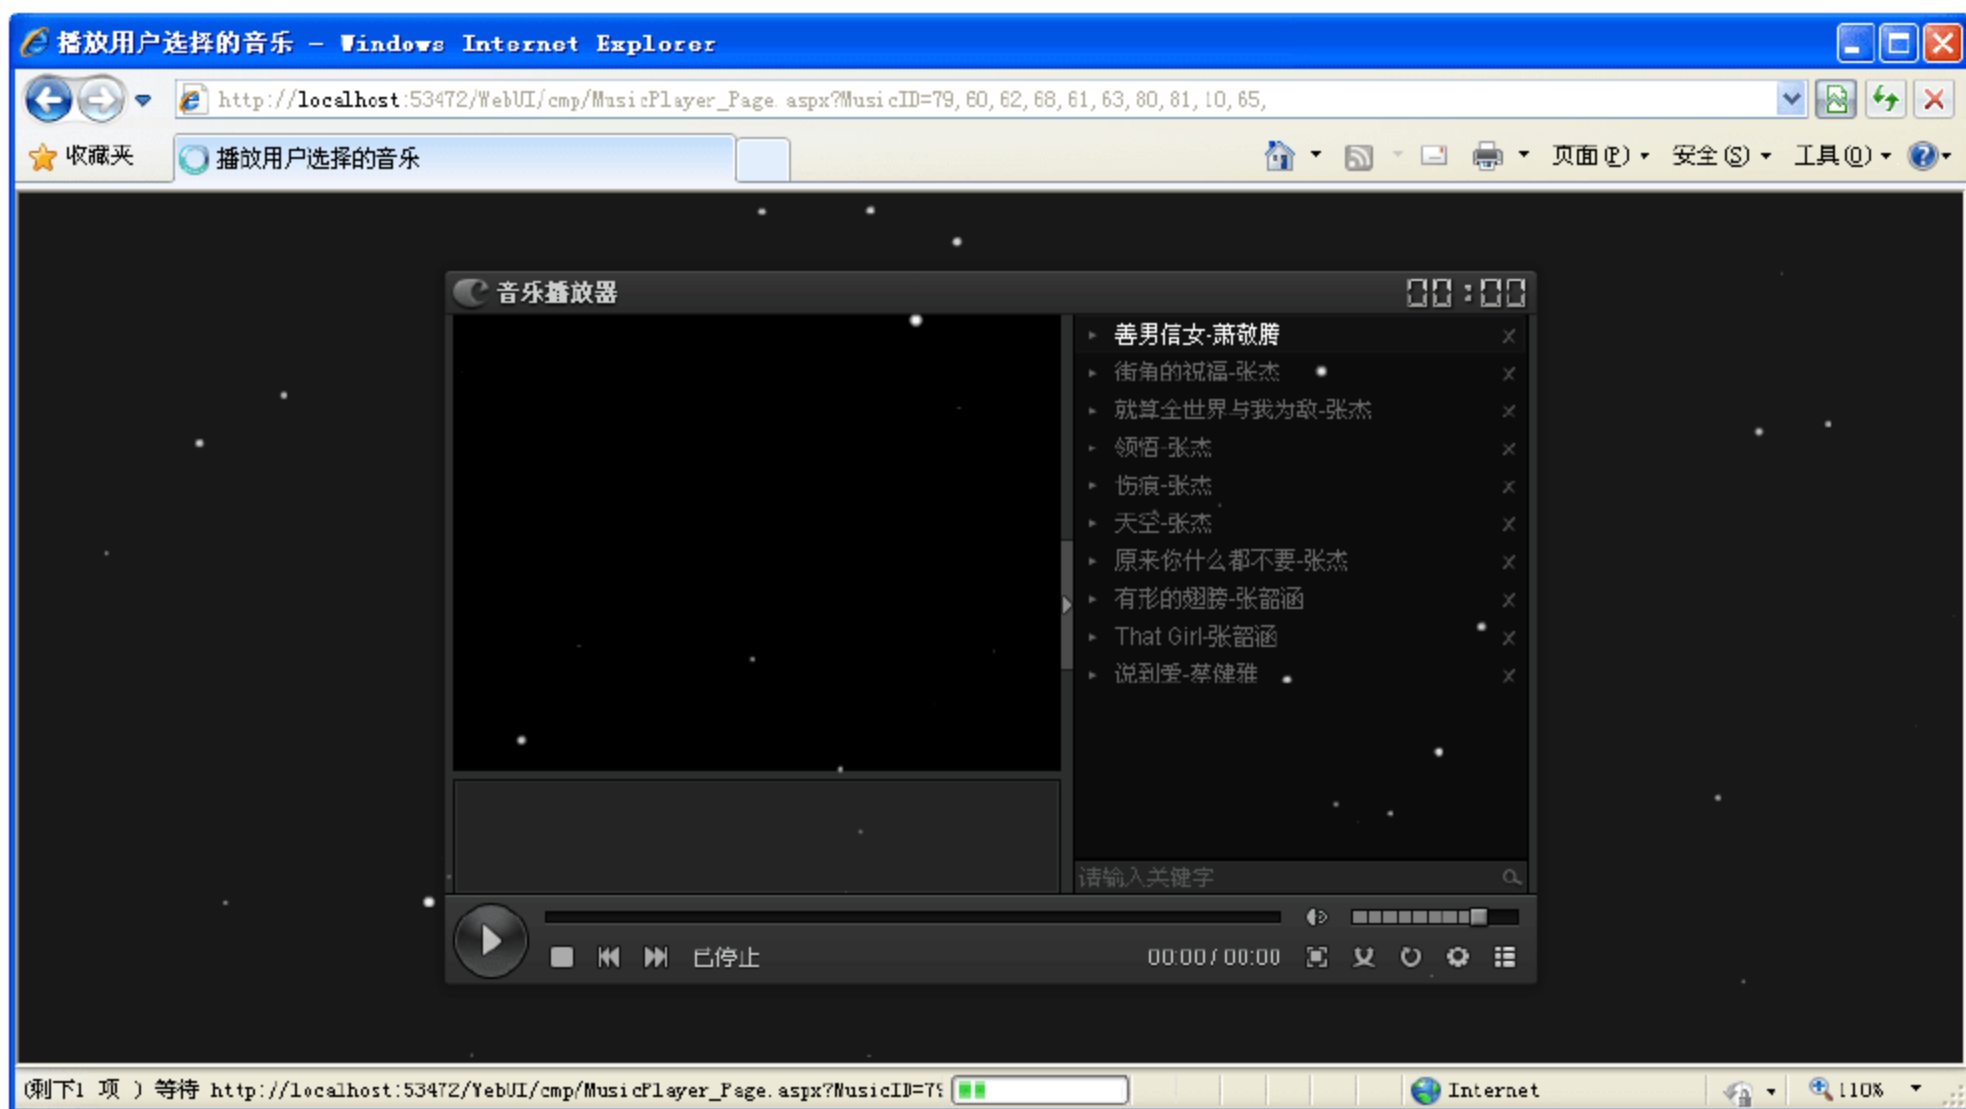 播放用户选择的音乐 - Windows Internet Explorer
http://localhost:53472/WebUI/cmp/MusicPlayer_Page.aspx?MusicID=79,60,62,68,61,63,80,81,10,65,
收藏夹
播放用户选择的音乐
页面(P)
安全(S)
工具(O)
音乐播放器
00:00
善男信女-萧敬腾
街角的祝福-张杰
就算全世界与我为敌-张杰
领悟-张杰
伤痕-张杰
天空-张杰
原来你什么都不要-张杰
有形的翅膀-张韶涵
That Girl-张韶涵
说到爱-蔡健雅
请输入关键字
已停止
00:00 / 00:00
(剩下1 项 ) 等待 http://localhost:53472/WebUI/cmp/MusicPlayer_Page.aspx?MusicID=79
Internet
110%